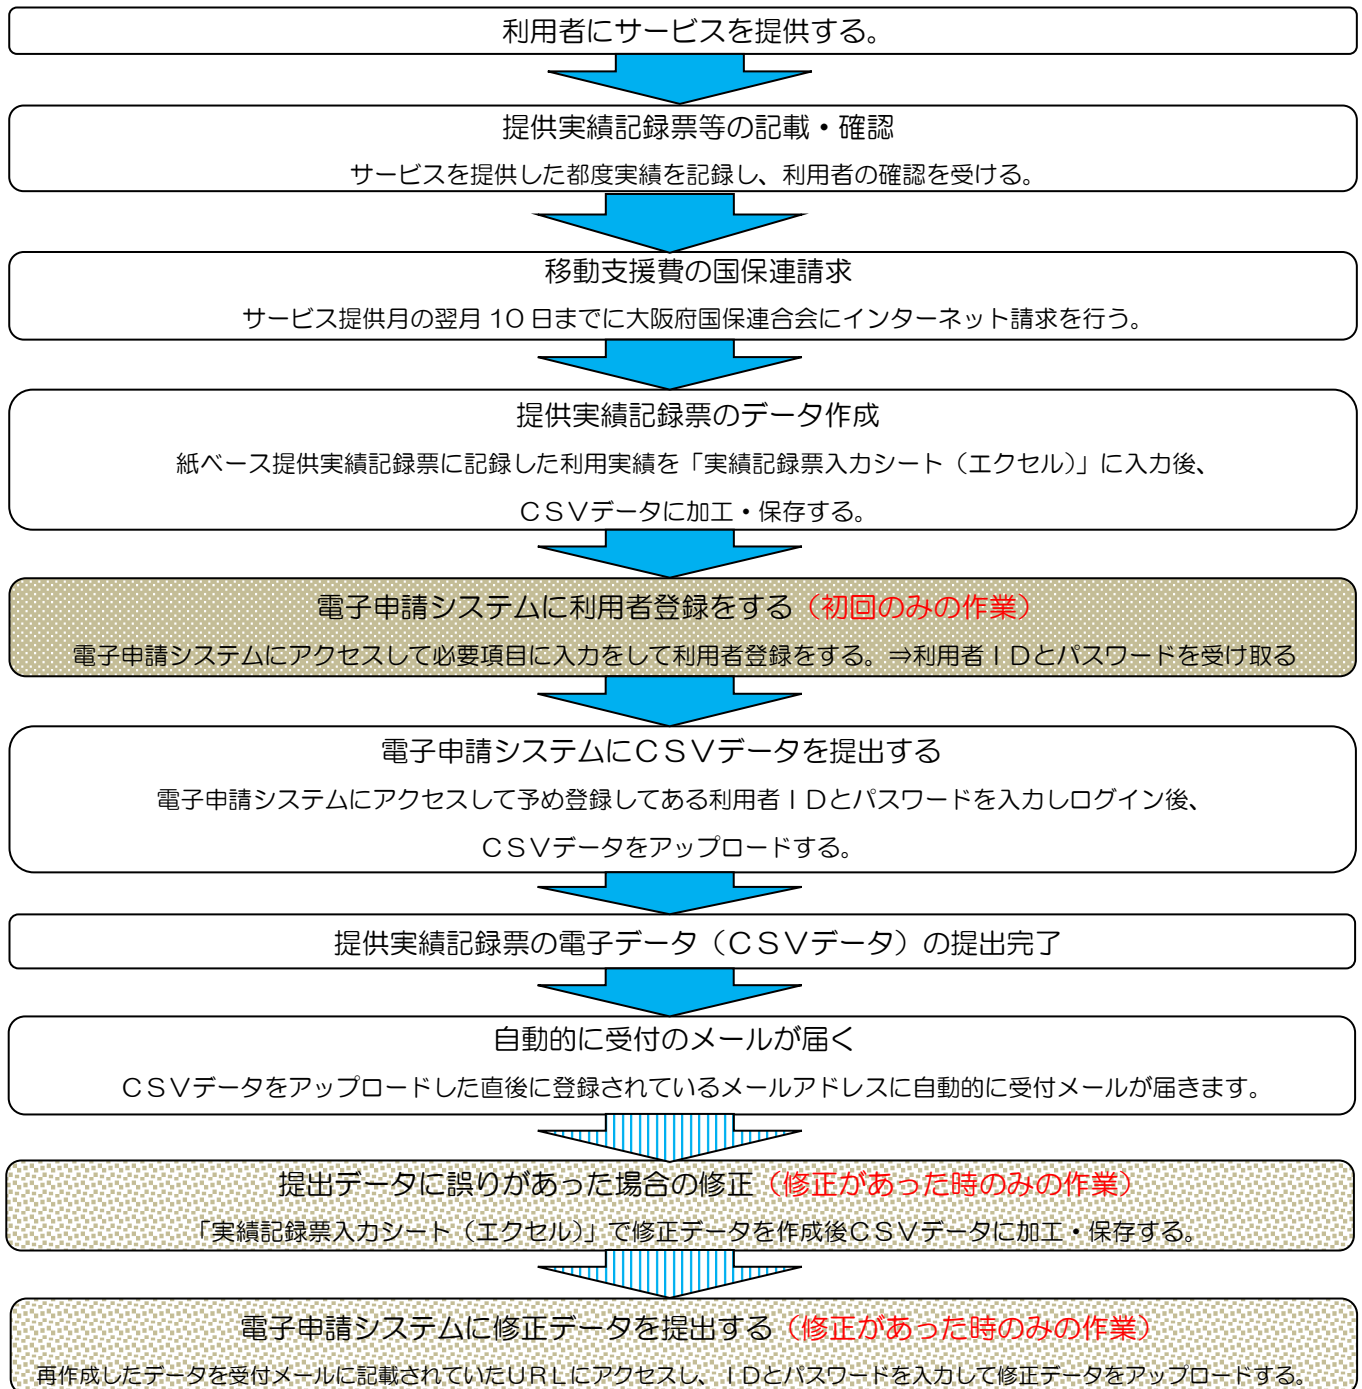 利用者にサービスを提供する。
提供実績記録票等の記載・確認
サービスを提供した都度実績を記録し、利用者の確認を受ける。
移動支援費の国保連請求
サービス提供月の翌月 10 日までに大阪府国保連合会にインターネット請求を行う。
提供実績記録票のデータ作成
紙ベース提供実績記録票に記録した利用実績を「実績記録票入力シート（エクセル）」に入力後、
ＣＳＶデータに加工・保存する。
電子申請システムに利用者登録をする（初回のみの作業）
電子申請システムにアクセスして必要項目に入力をして利用者登録をする。⇒利用者ＩＤとパスワードを受け取る
電子申請システムにＣＳＶデータを提出する
電子申請システムにアクセスして予め登録してある利用者ＩＤとパスワードを入力しログイン後、
ＣＳＶデータをアップロードする。
提供実績記録票の電子データ（ＣＳＶデータ）の提出完了
自動的に受付のメールが届く
ＣＳＶデータをアップロードした直後に登録されているメールアドレスに自動的に受付メールが届きます。
提出データに誤りがあった場合の修正（修正があった時のみの作業）
「実績記録票入力シート（エクセル）」で修正データを作成後ＣＳＶデータに加工・保存する。
電子申請システムに修正データを提出する（修正があった時のみの作業）
再作成したデータを受付メールに記載されていたＵＲＬにアクセスし、ＩＤとパスワードを入力して修正データをアップロードする。